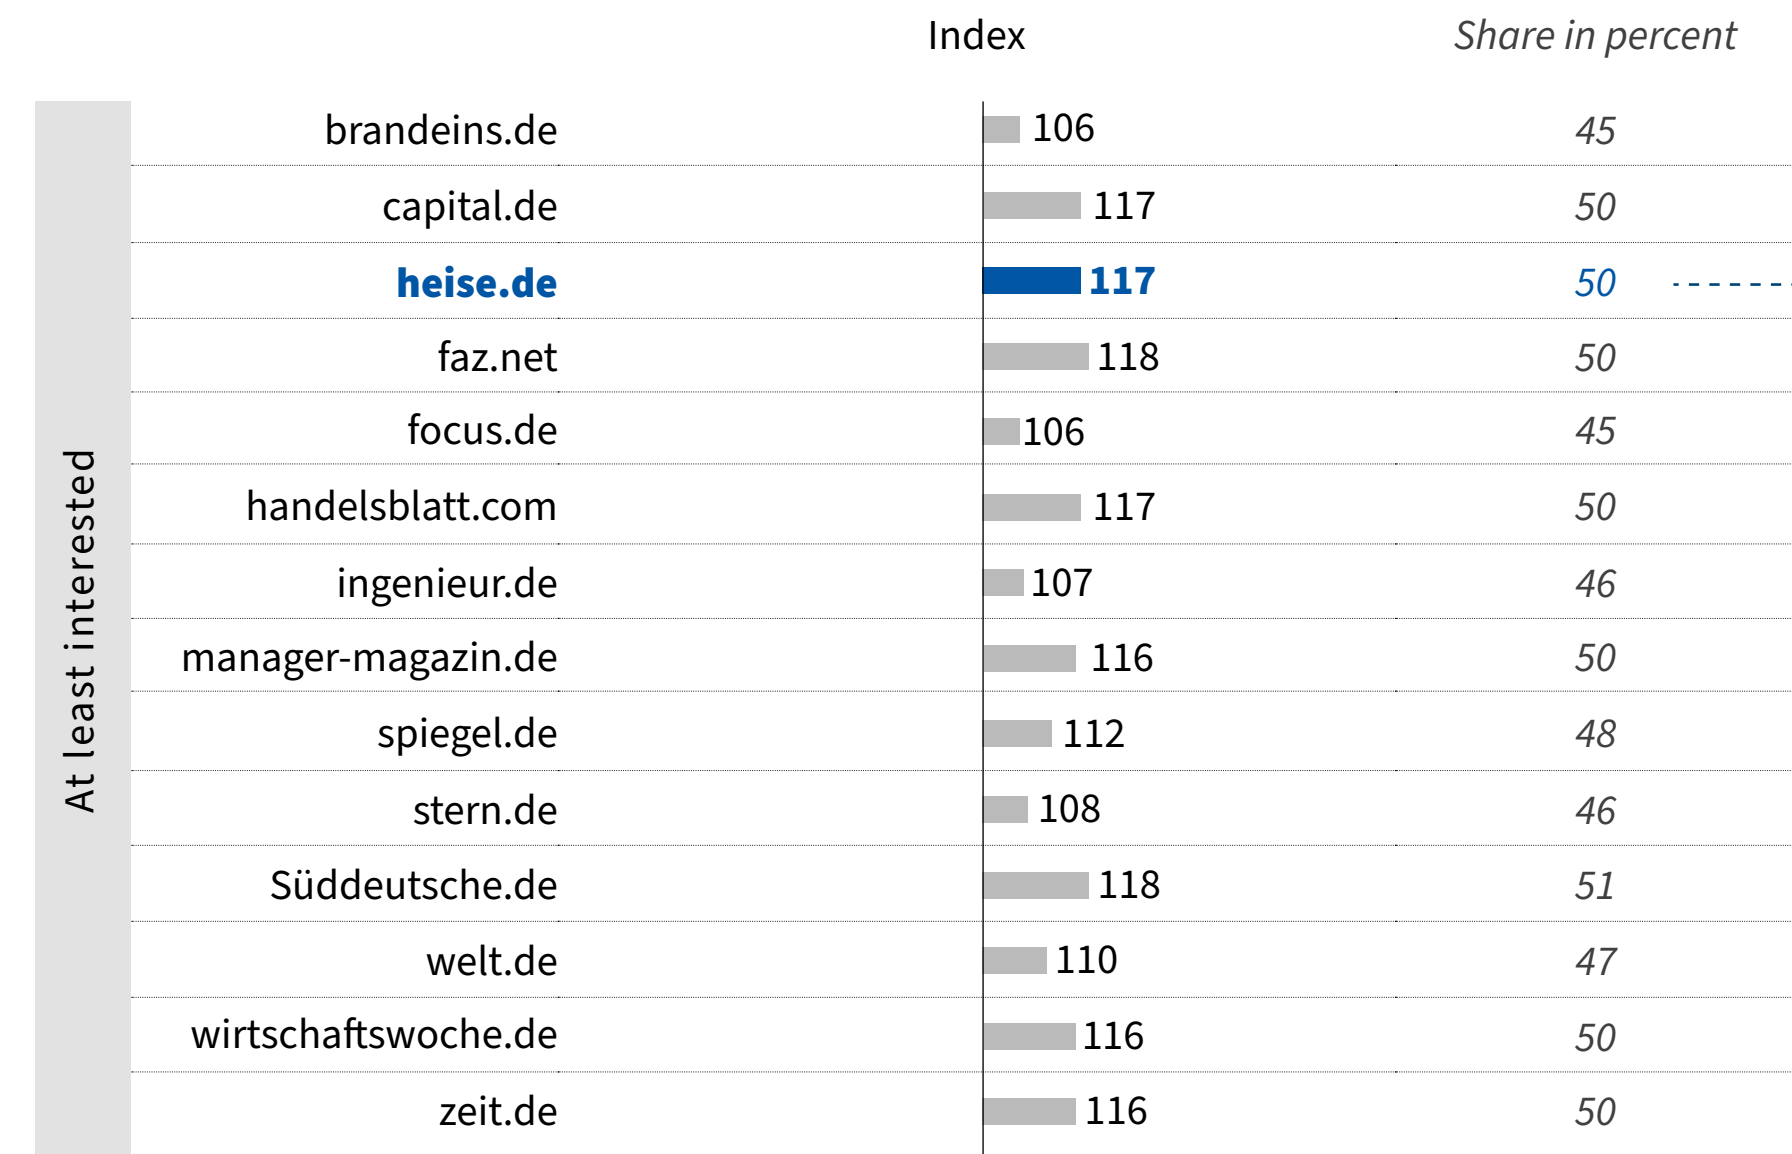 Index Share in percent
At least interested
brandeins.de 106 45
capital.de 117 50
heise.de 117 50
faz.net 118 50
focus.de 106 45
handelsblatt.com 117 50
ingenieur.de 107 46
manager-magazin.de 116 50
spiegel.de 112 48
stern.de 108 46
Süddeutsche.de 118 51
welt.de 110 47
wirtschaftswoche.de 116 50
zeit.de 116 50